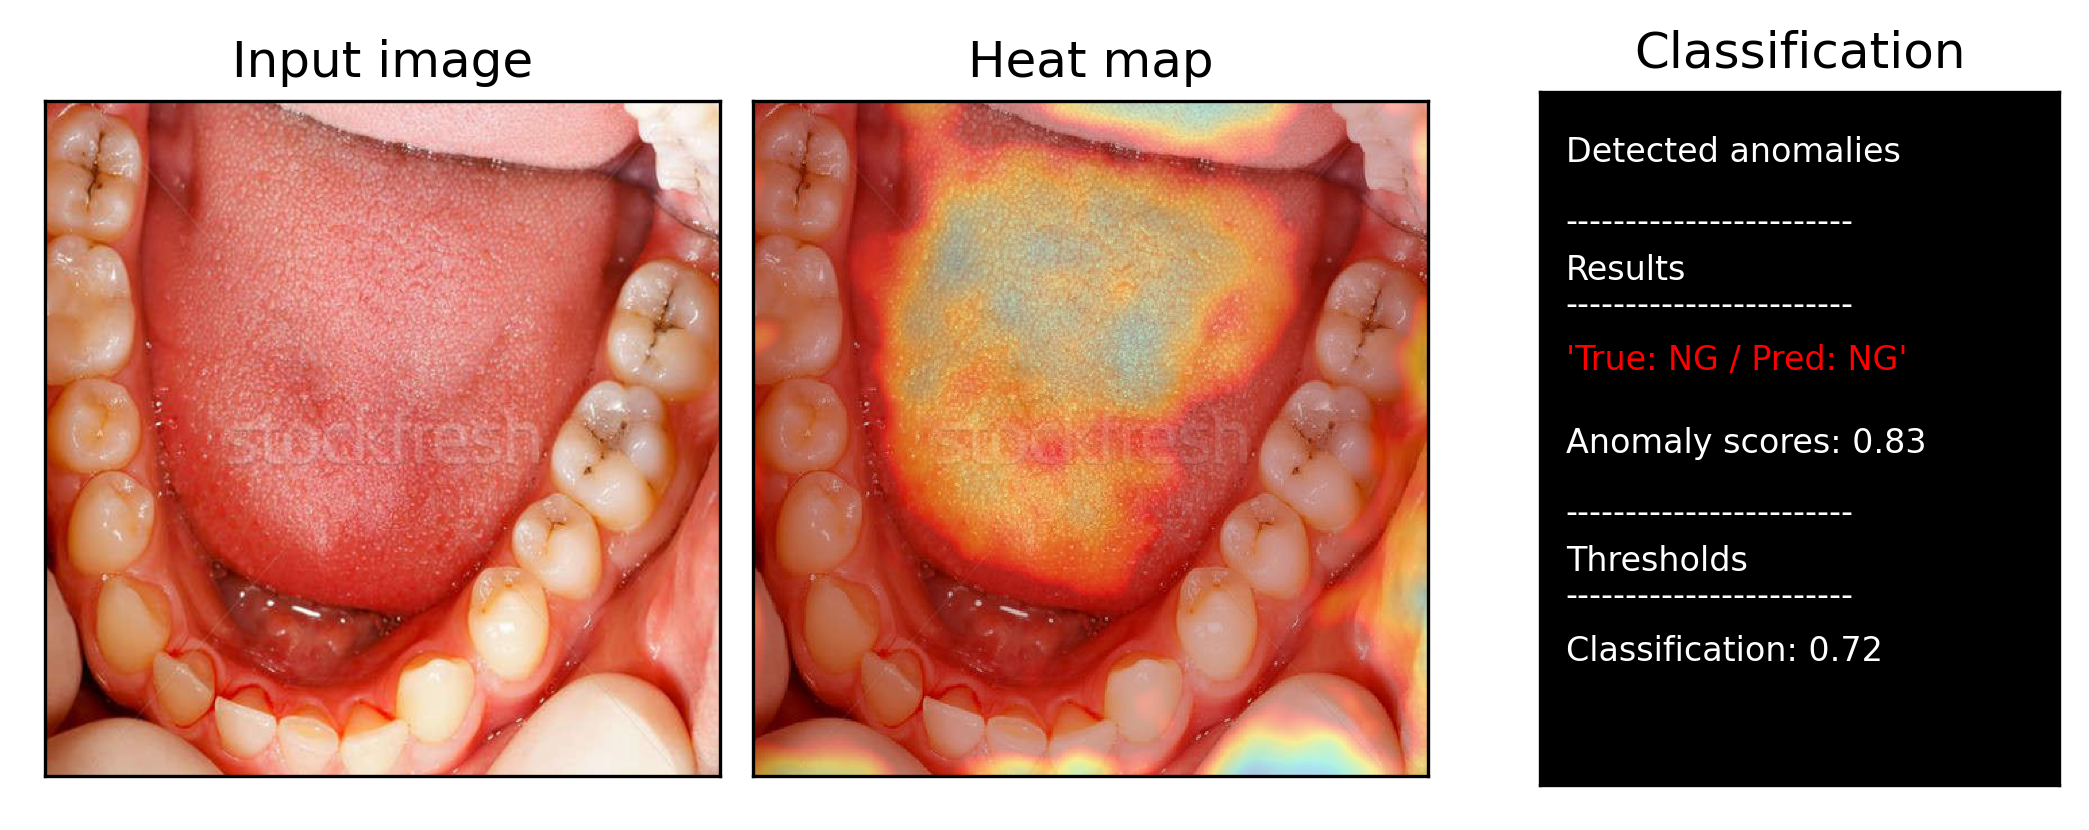 Input image
Heat map
Classification
stockfresh
stockfresh
Detected anomalies
------------------------
Results
------------------------
'True: NG / Pred: NG'
Anomaly scores: 0.83
------------------------
Thresholds
------------------------
Classification: 0.72